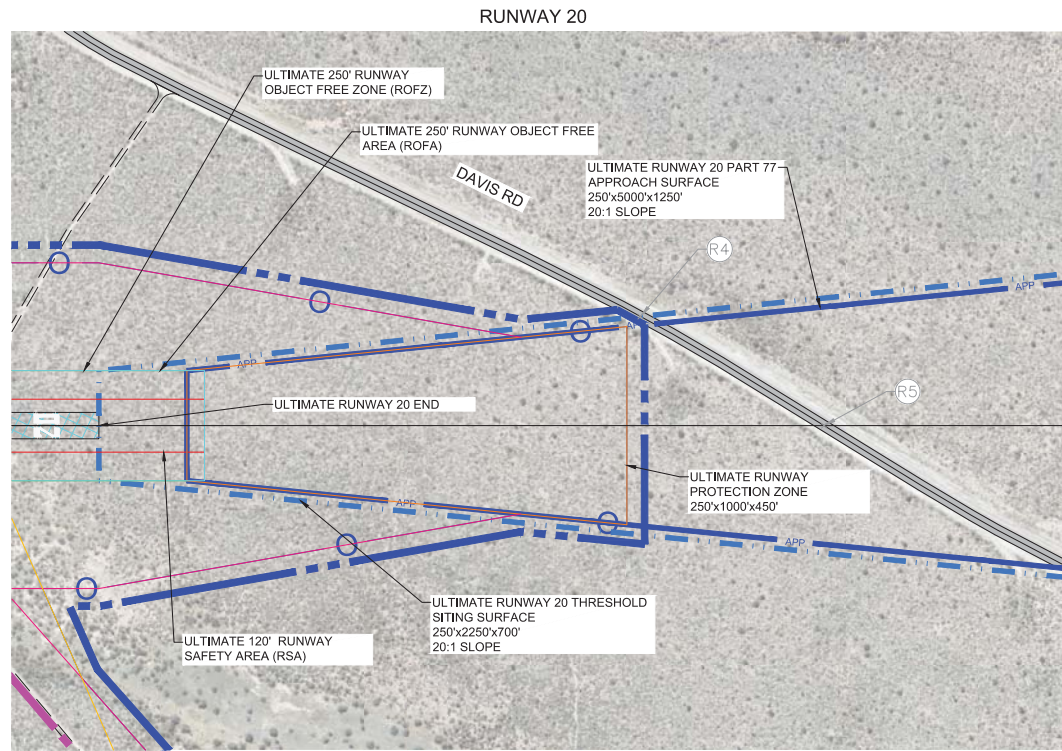 RUNWAY 20
ULTIMATE 250' RUNWAY
OBJECT FREE ZONE (ROFZ)
ULTIMATE 250' RUNWAY OBJECT FREE
AREA (ROFA)
DAVIS RD
ULTIMATE RUNWAY 20 PART 77
APPROACH SURFACE
250'x5000'x1250'
20:1 SLOPE
R4
O
O
O
APP
APP
ULTIMATE RUNWAY 20 END
R5
ULTIMATE RUNWAY
PROTECTION ZONE
250'x1000'x450'
APP
O
APP
O
O
ULTIMATE RUNWAY 20 THRESHOLD
SITING SURFACE
250'x2250'x700'
20:1 SLOPE
ULTIMATE 120' RUNWAY
SAFETY AREA (RSA)